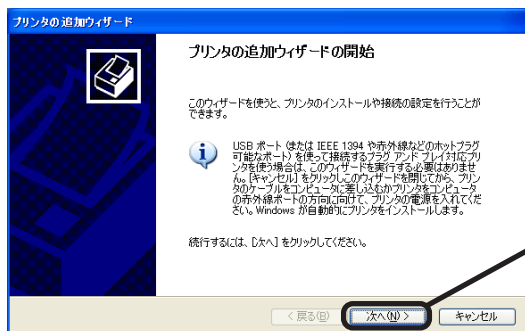 プリンタの追加ウィザード
プリンタの追加ウィザードの開始
このウィザードを使うと、プリンタのインストールや接続の設定を行うことが
できます。
USB ポート (または IEEE 1394 や赤外線などのホットプラグ
可能なポート) を使って接続するプラグ アンド プレイ対応プリ
ンタを使う場合は、このウィザードを実行する必要はありませ
ん。[キャンセル] をクリックしこのウィザードを閉じてから、プリン
タのケーブルをコンピュータに差し込むかプリンタをコンピュータ
の赤外線ポートの方向に向けて、プリンタの電源を入れてくだ
さい。Windows が自動的にプリンタをインストールします。
続行するには、[次へ] をクリックしてください。
< 戻る(B)
次へ(N) >
キャンセル